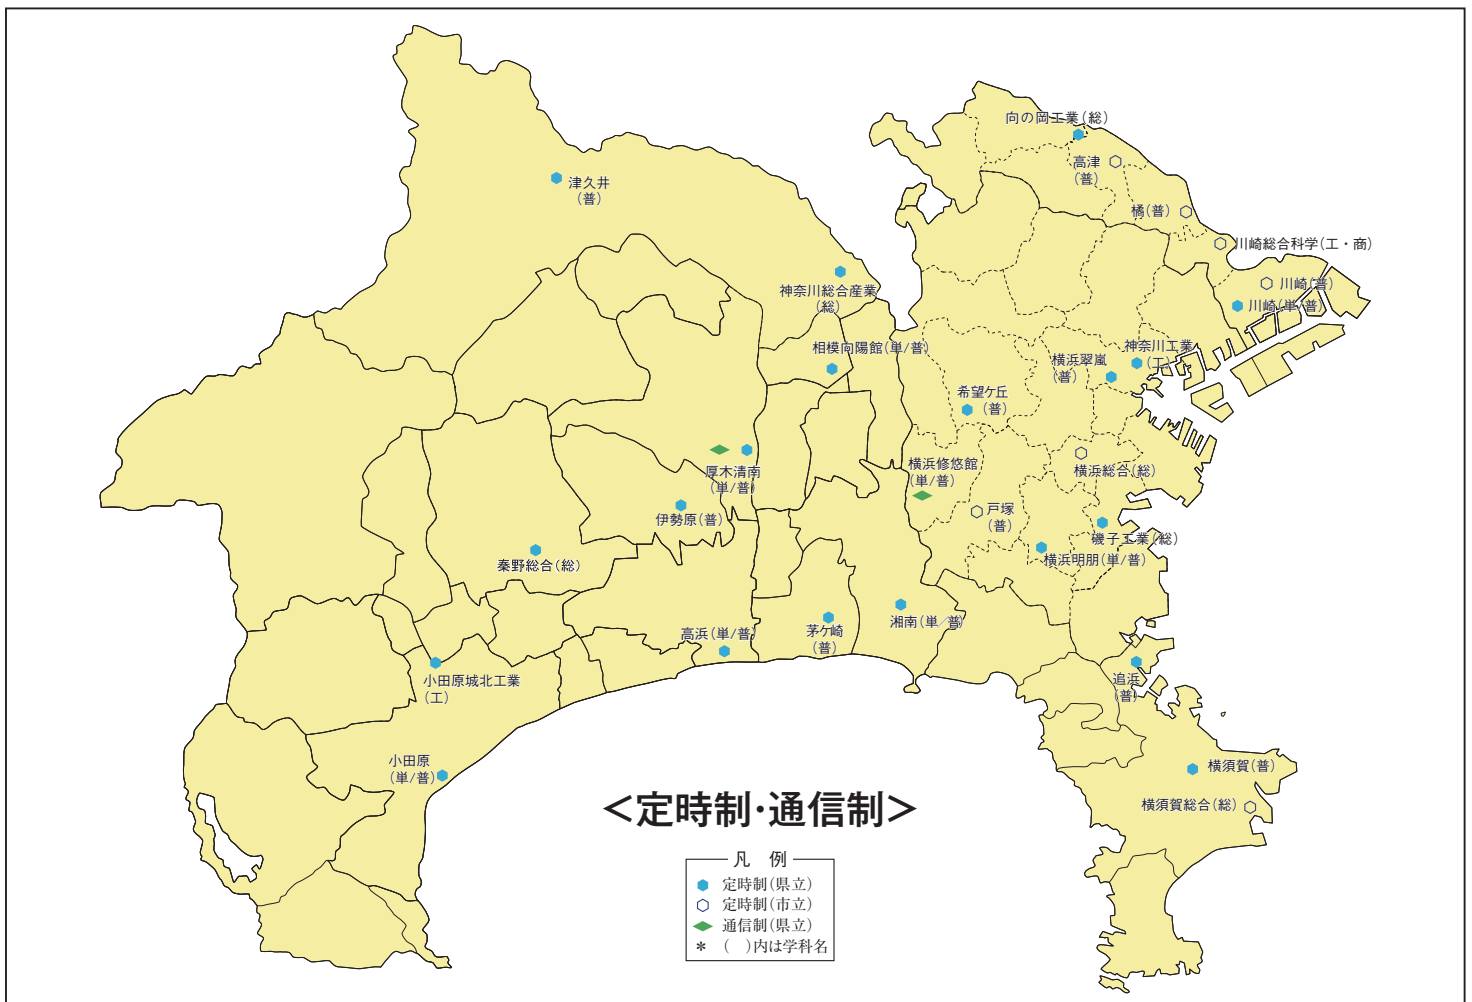 向の岡工業(総)
高津
(普)
津久井
(普)
橘(普)
川崎総合科学(工・商)
神奈川総合産業
(総)
川崎(普)
川崎(単/普)
相模向陽館(単/普)
神奈川工業
(工)
横浜翠嵐
(普)
希望ケ丘
(普)
横浜修悠館
(単/普)
横浜総合(総)
厚木清南
(単/普)
伊勢原(普)
戸塚
(普)
磯子工業(総)
横浜明朋(単/普)
秦野総合(総)
高浜(単/普)
茅ケ崎
(普)
湘南(単/普)
小田原城北工業
(工)
追浜
(普)
小田原
(単/普)
横須賀(普)
横須賀総合(総)
<定時制・通信制>
凡 例
定時制(県立)
定時制(市立)
通信制(県立)
* ( )内は学科名